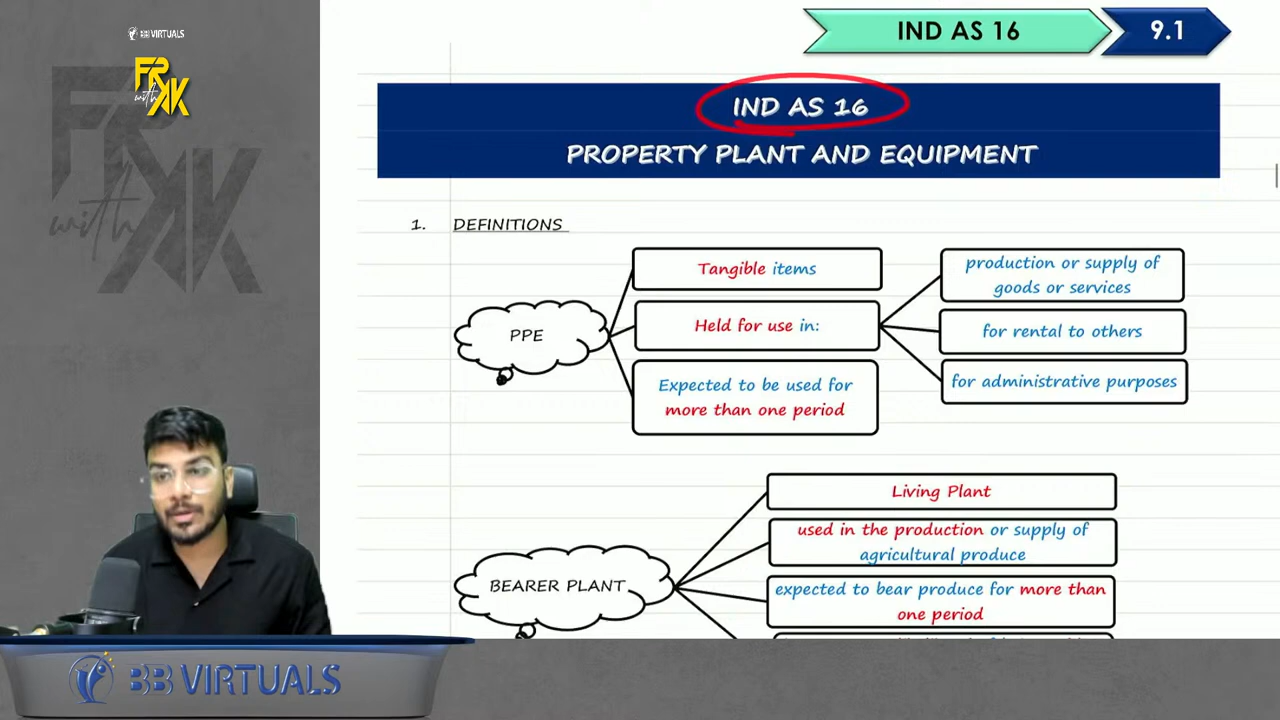 BB VIRTUALS
FR
with
KK
IND AS 16
9.1
IND AS 16
PROPERTY PLANT AND EQUIPMENT
1. DEFINITIONS
PPE
Tangible items
Held for use in:
Expected to be used for
more than one period
production or supply of
goods or services
for rental to others
for administrative purposes
BEARER PLANT
Living Plant
used in the production or supply of
agricultural produce
expected to bear produce for more than
one period
FR
with
KK
BB VIRTUALS